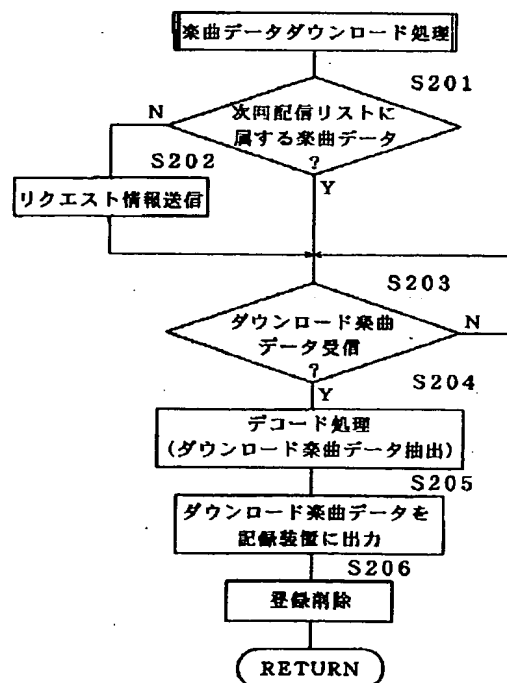 楽曲データダウンロード処理
S201
次回配信リストに
属する楽曲データ
?
N
Y
S202
リクエスト情報送信
S203
ダウンロード楽曲
データ受信
?
N
Y
S204
デコード処理
(ダウンロード楽曲データ抽出)
S205
ダウンロード楽曲データを
記録装置に出力
S206
登録削除
RETURN